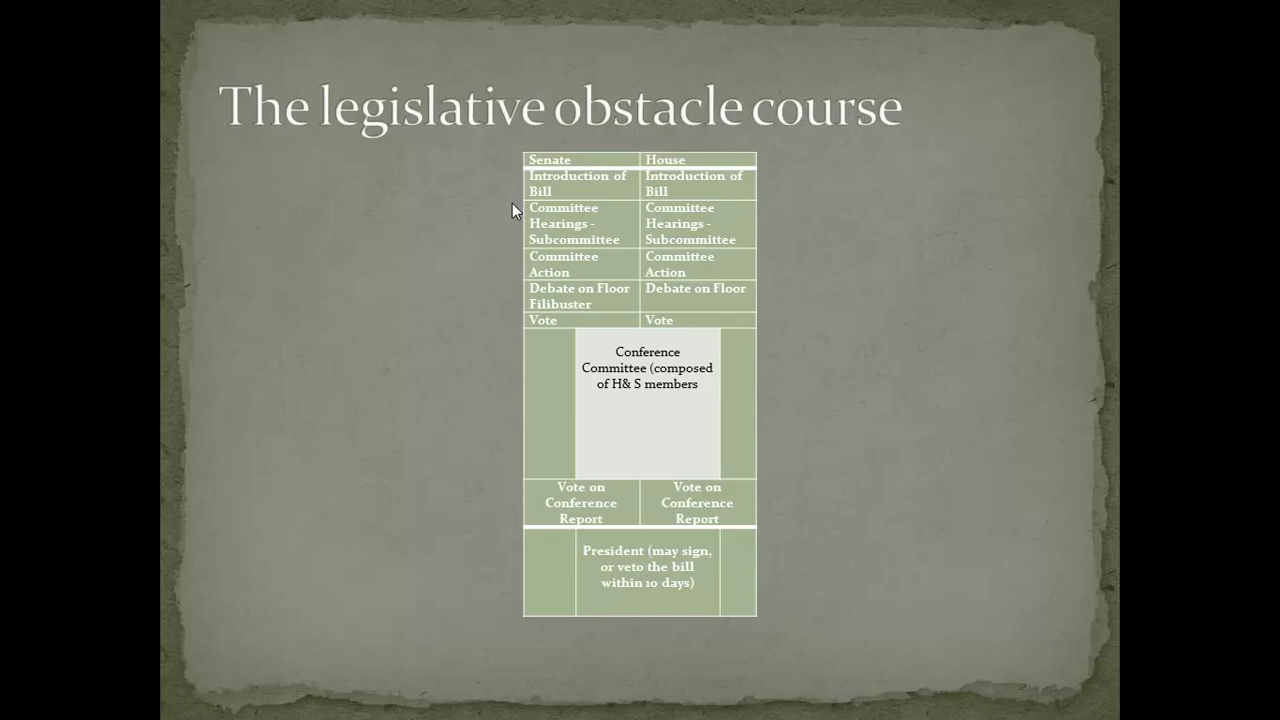 The legislative obstacle course
Senate House
Introduction of Introduction of
Bill Bill
Committee Committee
Hearings - Hearings -
Subcommittee Subcommittee
Committee Committee
Action Action
Debate on Floor Debate on Floor
Filibuster
Vote Vote
Conference
Committee (composed
of H& S members
Vote on Vote on
Conference Conference
Report Report
President (may sign,
or veto the bill
within 10 days)